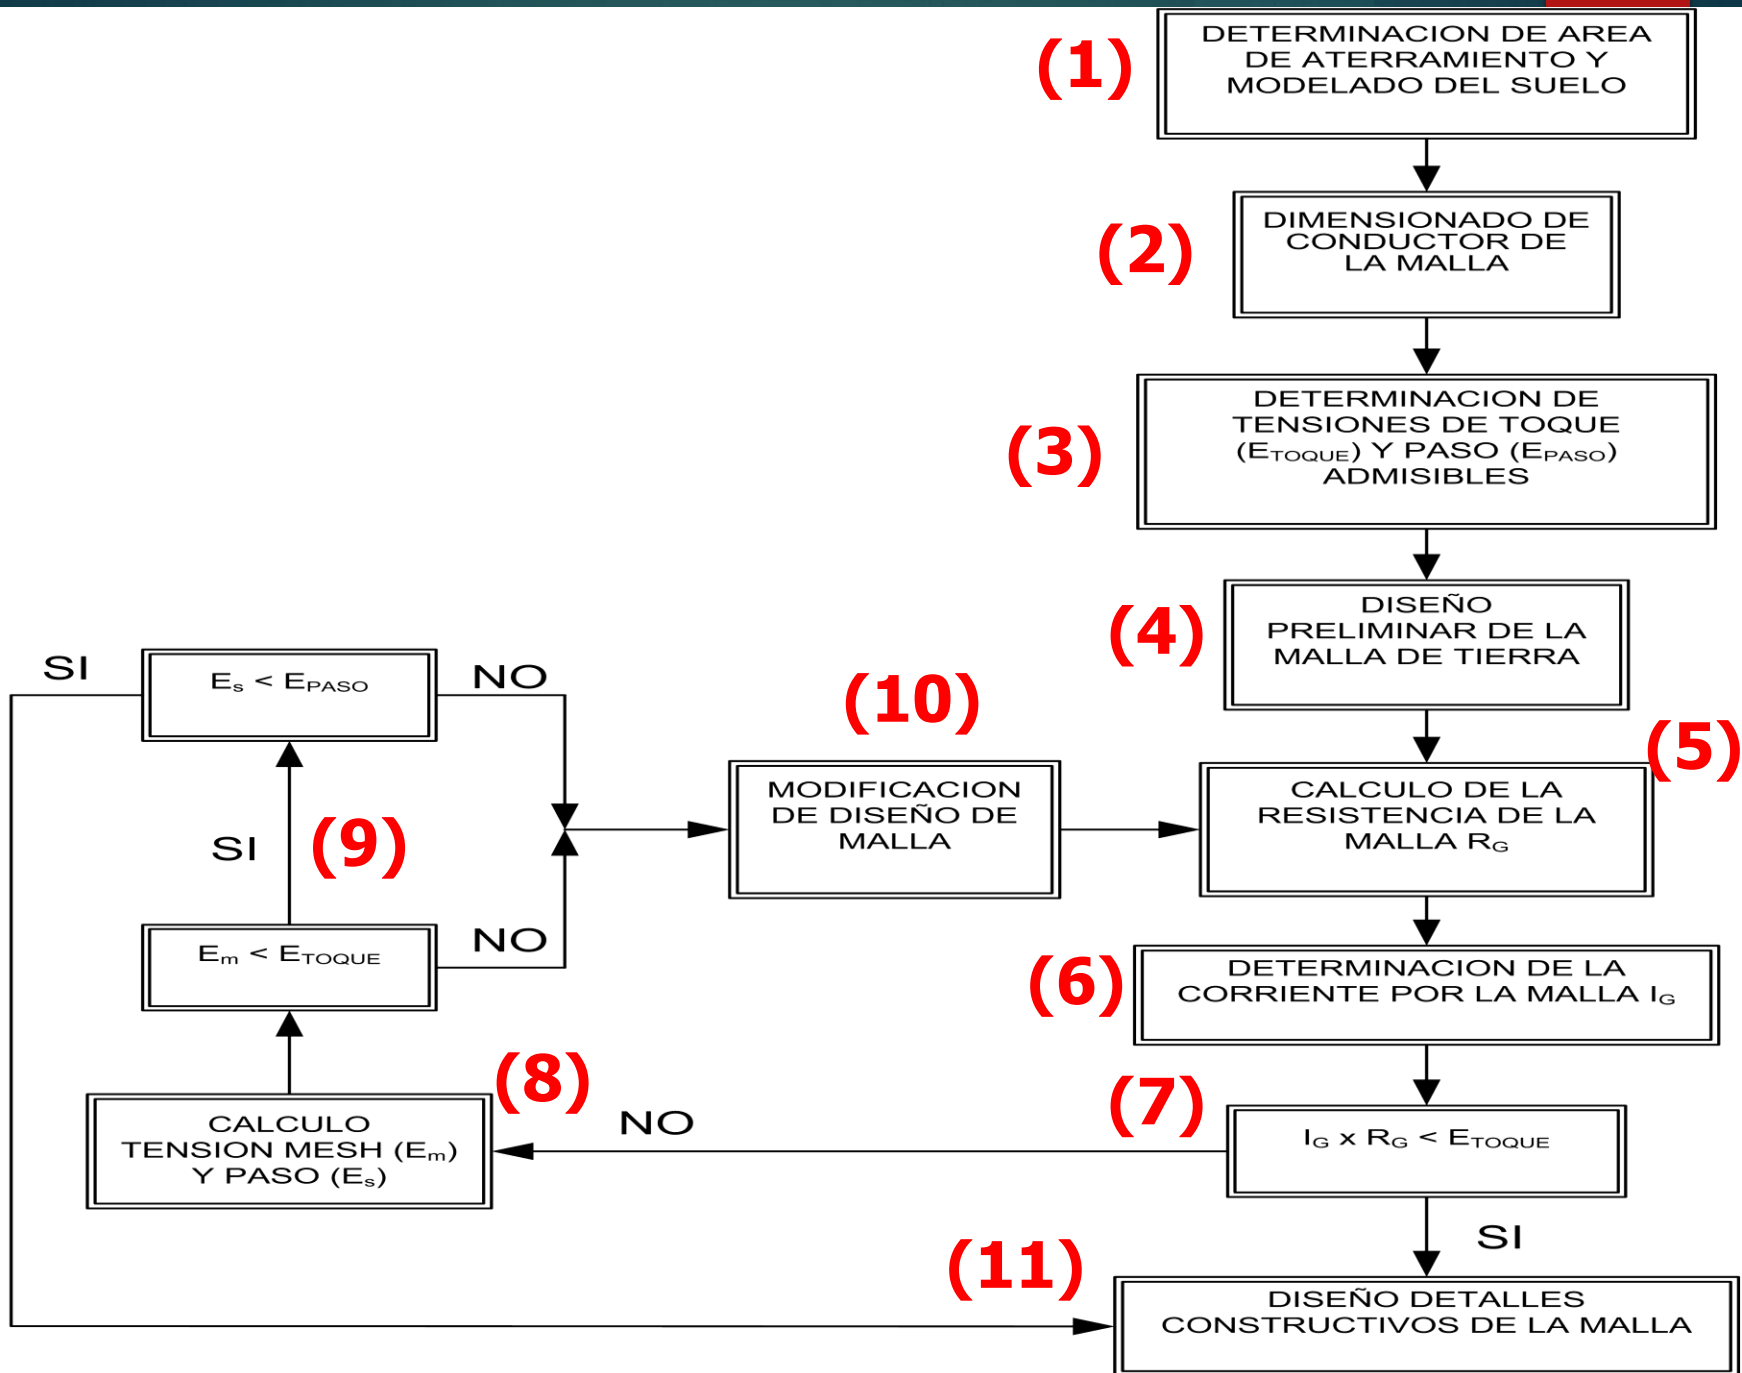 (1)
DETERMINACION DE AREA
DE ATERRAMIENTO Y
MODELADO DEL SUELO
(2)
DIMENSIONADO DE
CONDUCTOR DE
LA MALLA
(3)
DETERMINACION DE
TENSIONES DE TOQUE
(ETOQUE) Y PASO (EPASO)
ADMISIBLES
(4)
DISEÑO
PRELIMINAR DE LA
MALLA DE TIERRA
(5)
CALCULO DE LA
RESISTENCIA DE LA
MALLA RG
(6)
DETERMINACION DE LA
CORRIENTE POR LA MALLA IG
(7)
IG x RG < ETOQUE
NO
SI
(8)
CALCULO
TENSION MESH (Em)
Y PASO (Es)
(9)
Em < ETOQUE
NO
SI
Es < EPASO
SI
NO
(10)
MODIFICACION
DE DISEÑO DE
MALLA
(11)
DISEÑO DETALLES
CONSTRUCTIVOS DE LA MALLA